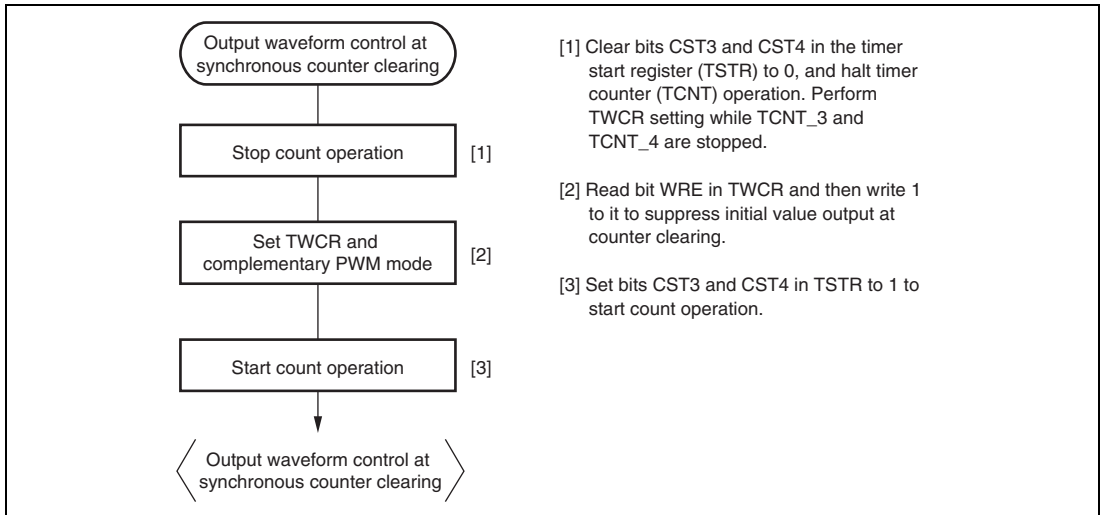 Output waveform control at
synchronous counter clearing
Stop count operation
[1]
Set TWCR and
complementary PWM mode
[2]
Start count operation
[3]
Output waveform control at
synchronous counter clearing
[1] Clear bits CST3 and CST4 in the timer
start register (TSTR) to 0, and halt timer
counter (TCNT) operation. Perform
TWCR setting while TCNT_3 and
TCNT_4 are stopped.
[2] Read bit WRE in TWCR and then write 1
to it to suppress initial value output at
counter clearing.
[3] Set bits CST3 and CST4 in TSTR to 1 to
start count operation.